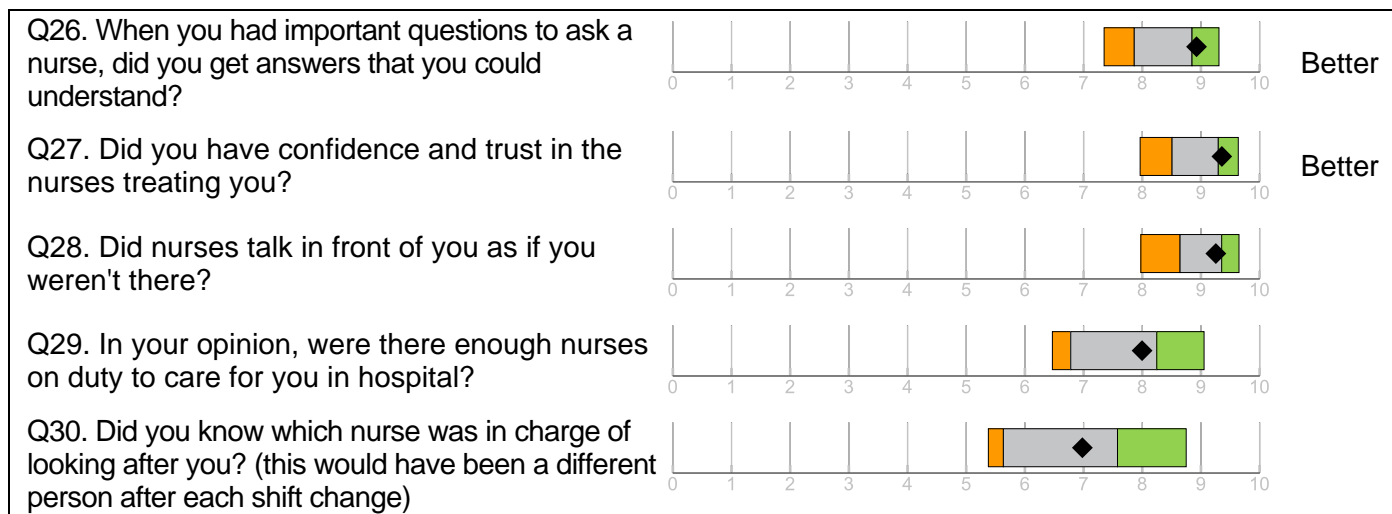 Q26. When you had important questions to ask a
nurse, did you get answers that you could
understand?
Better
0 1 2 3 4 5 6 7 8 9 10
Q27. Did you have confidence and trust in the
nurses treating you?
Better
0 1 2 3 4 5 6 7 8 9 10
Q28. Did nurses talk in front of you as if you
weren't there?
0 1 2 3 4 5 6 7 8 9 10
Q29. In your opinion, were there enough nurses
on duty to care for you in hospital?
0 1 2 3 4 5 6 7 8 9 10
Q30. Did you know which nurse was in charge of
looking after you? (this would have been a different
person after each shift change)
0 1 2 3 4 5 6 7 8 9 10